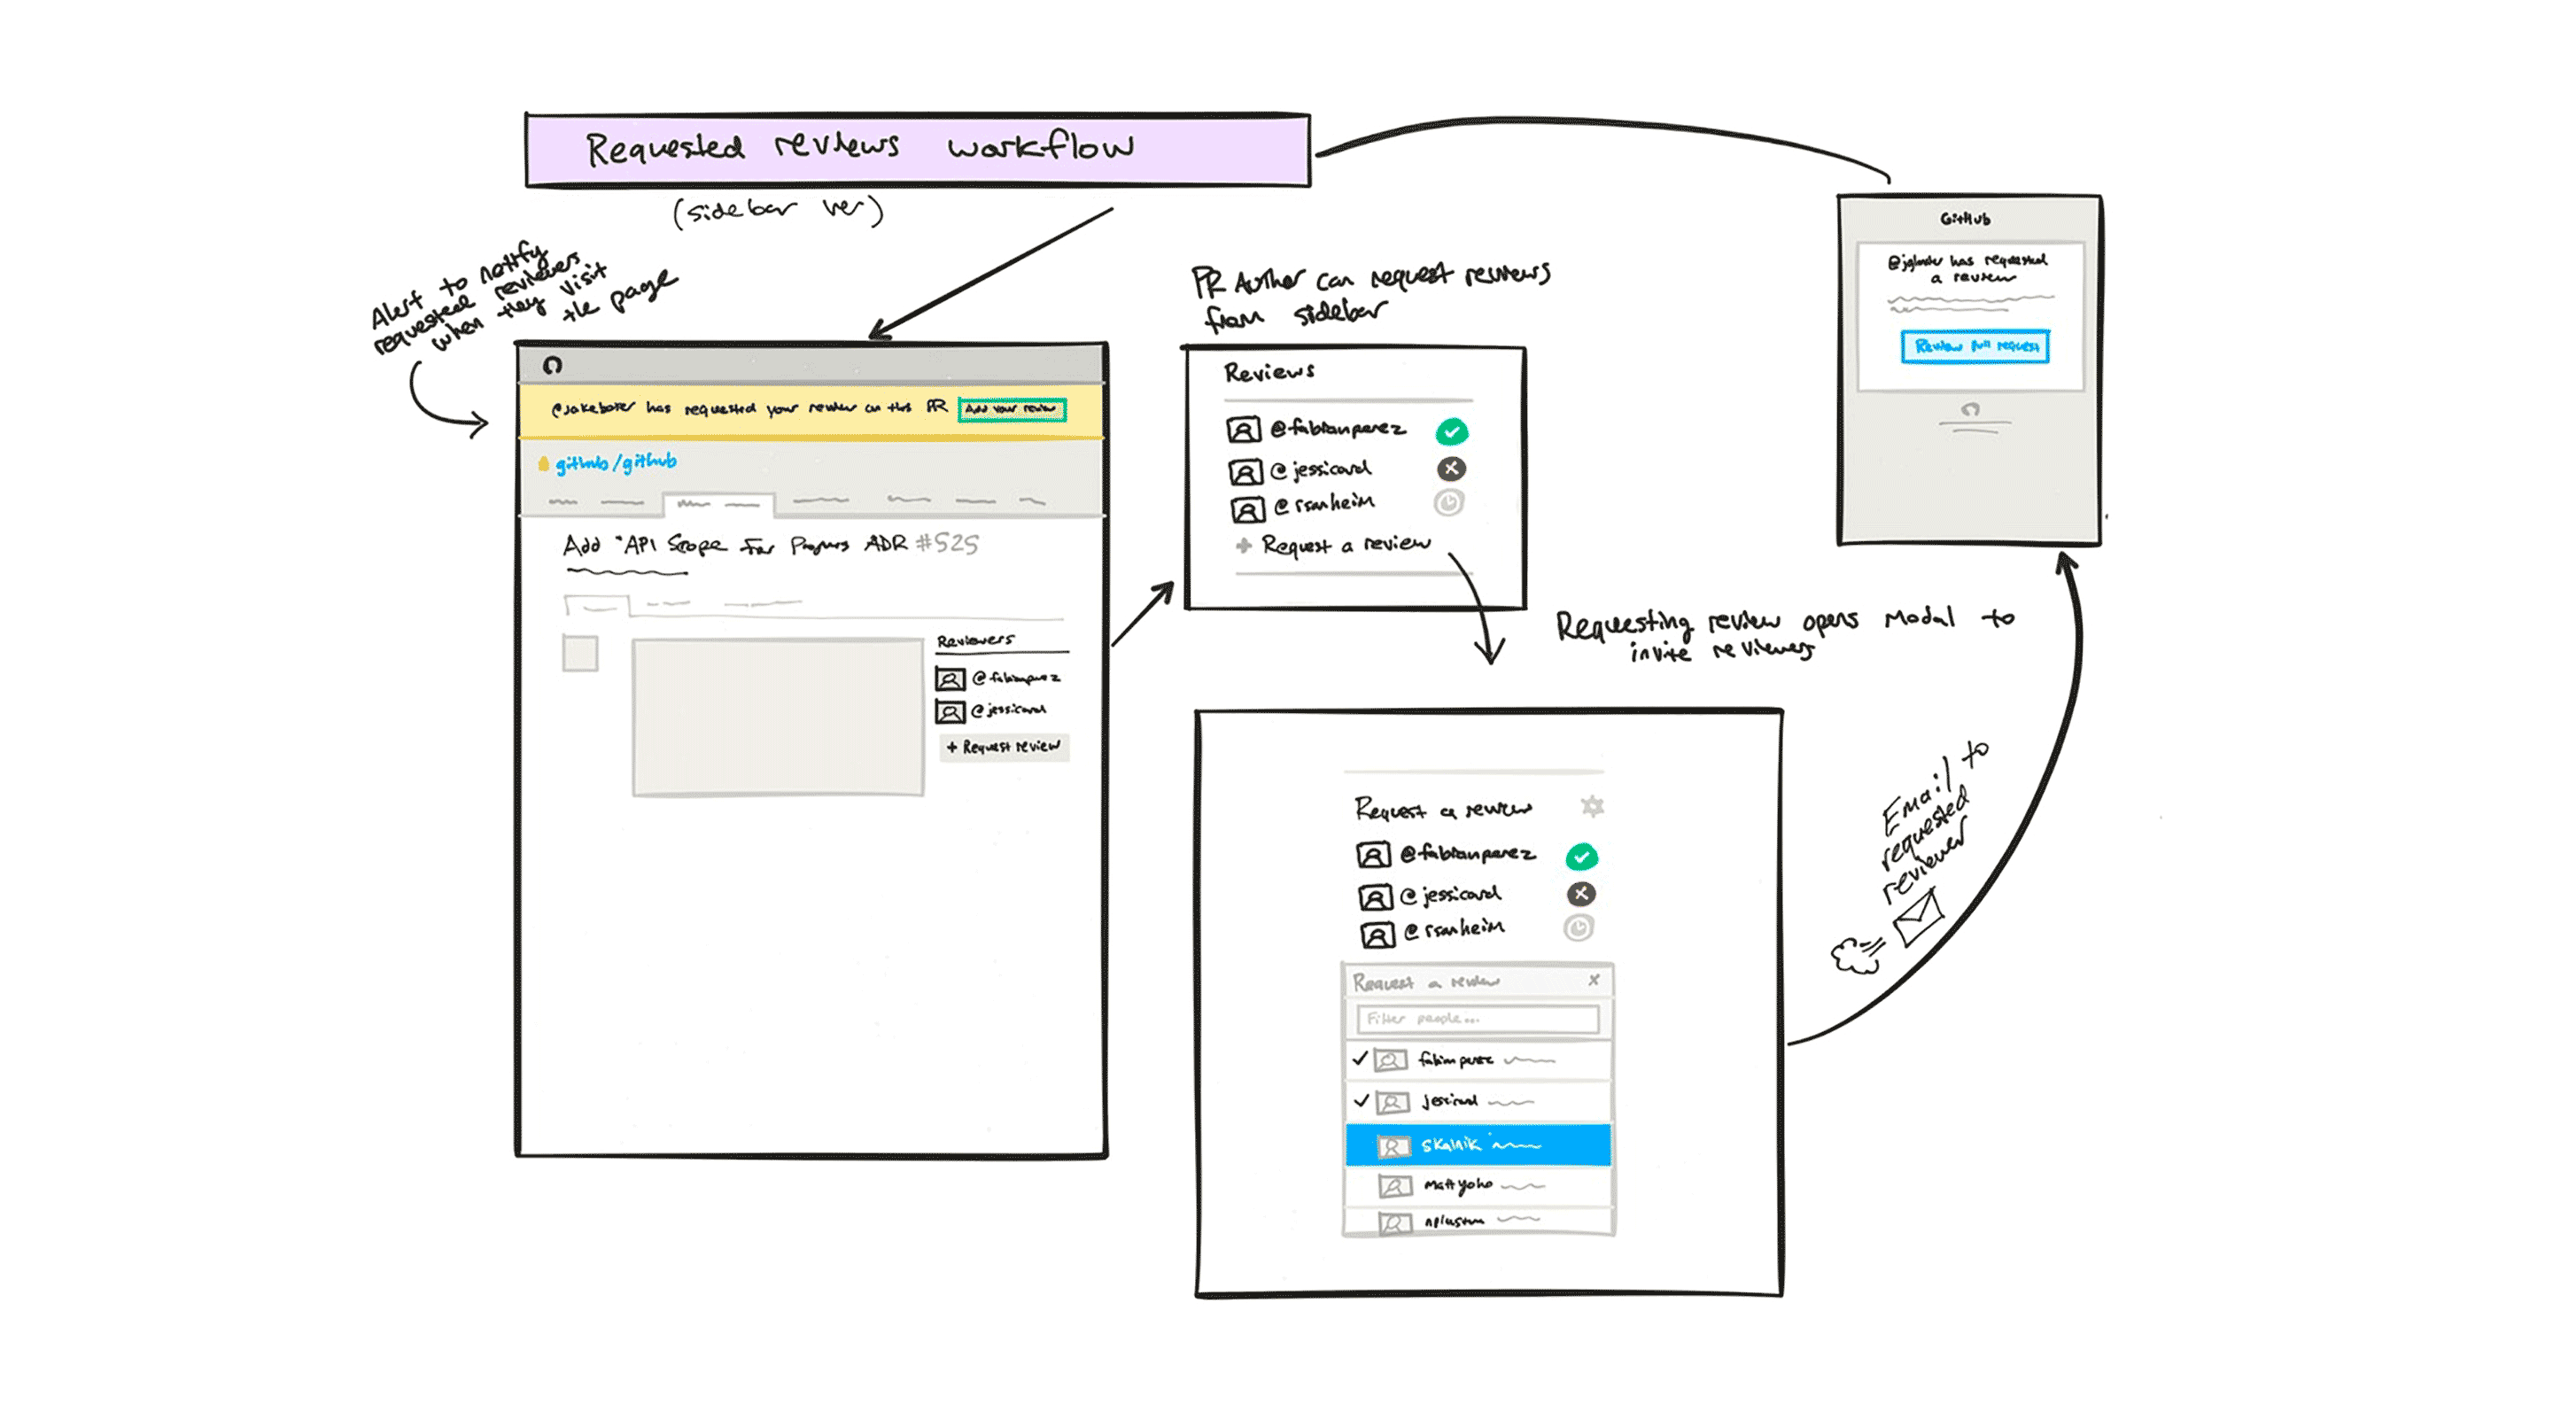 Requested reviews workflow
(sidebar ver)
Alert to notify
requested reviewers
when they visit
the page
@jakeboxer has requested your review on this PR
Add your review
github/github
Add "API Scope For ADR #525
Reviewers
@fabianperez
@jessicard
+ Request review
PR Author can request reviews
from sidebar
Reviews
@fabianperez
@jessicard
@rsanheim
+ Request a review
Requesting review opens modal to
invite reviewers
Request a review
@fabianperez
@jessicard
@rsanheim
Request a review x
Filter people...
fabianperez
jessicard
skalnik
mattyoho
Email to
requested
reviewer
GitHub
has requested
a review
Review pull request